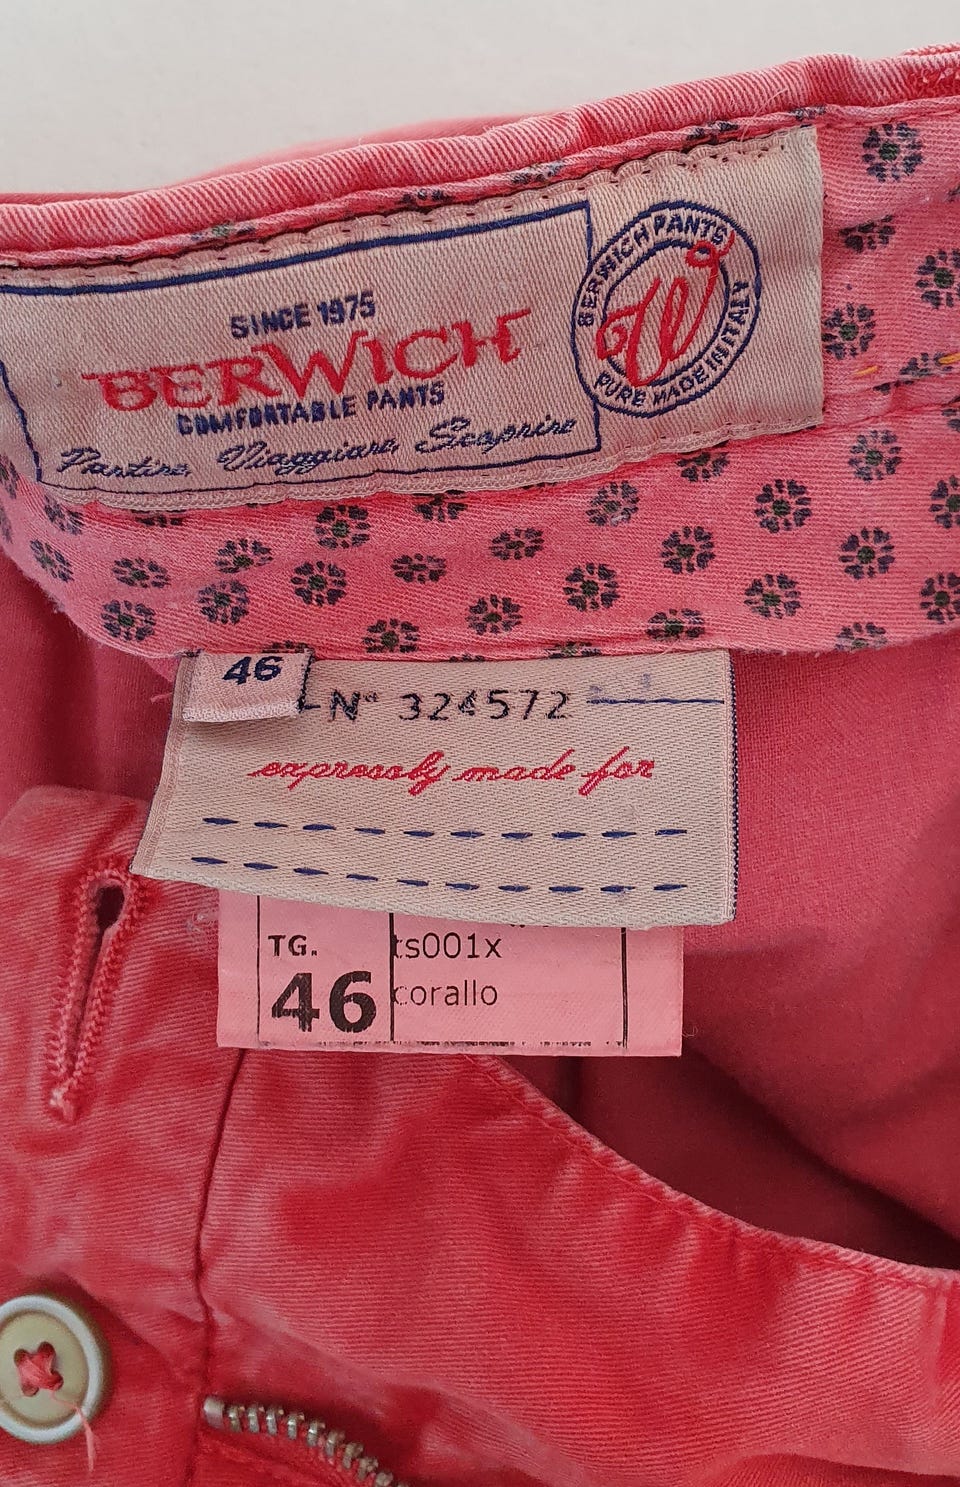 SINCE 1975
BERWICH
COMFORTABLE PANTS
Partire, Viaggiare, Scoprire
BERWICH PANTS
PURE MADE IN ITALY
W
46
N° 324572
expressly made for
TG.
46
ts001x
corallo